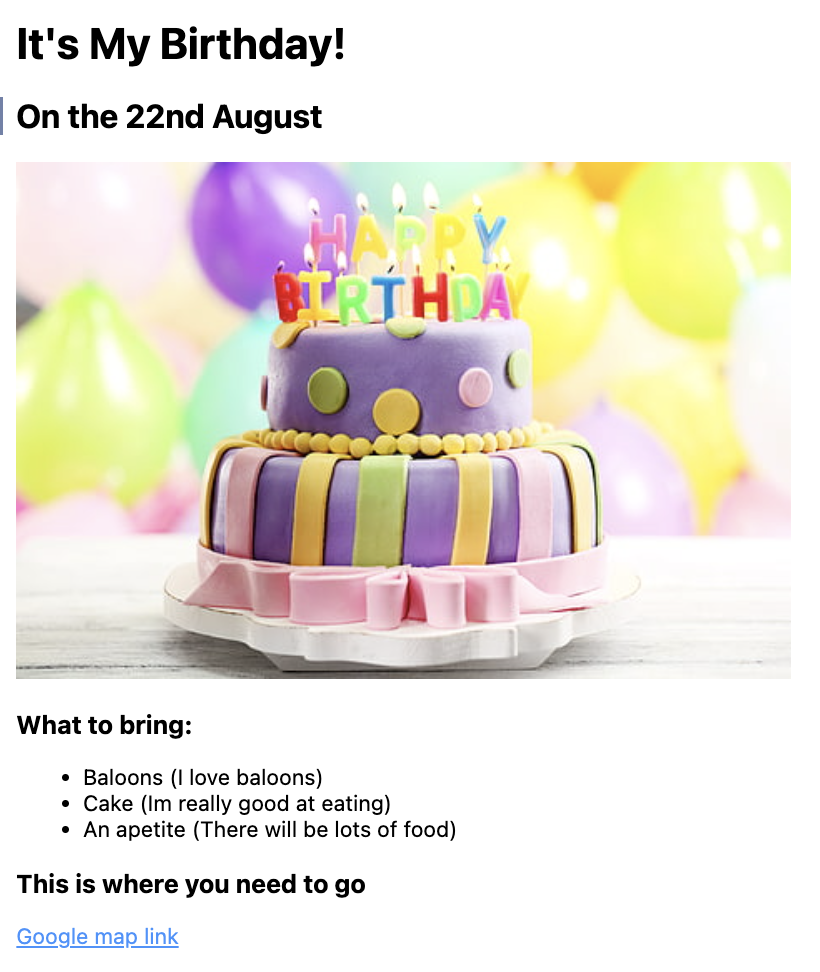 It's My Birthday!
On the 22nd August
HAPPY
BIRTHDAY
What to bring:
Baloons (I love baloons)
Cake (Im really good at eating)
An apetite (There will be lots of food)
This is where you need to go
Google map link